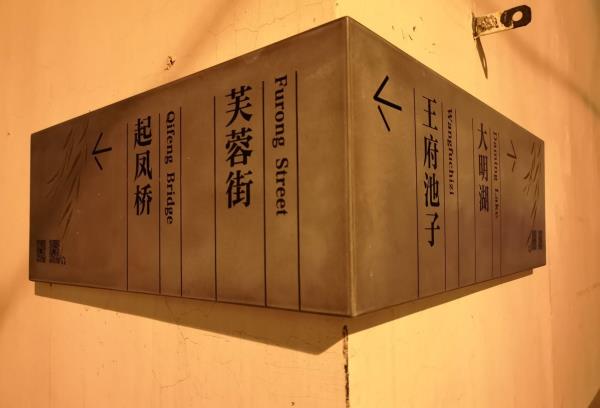 起凤桥
Qifeng Bridge
芙蓉街
Furong Street
王府池子
Wangfuchizi
大明湖
Daming Lake